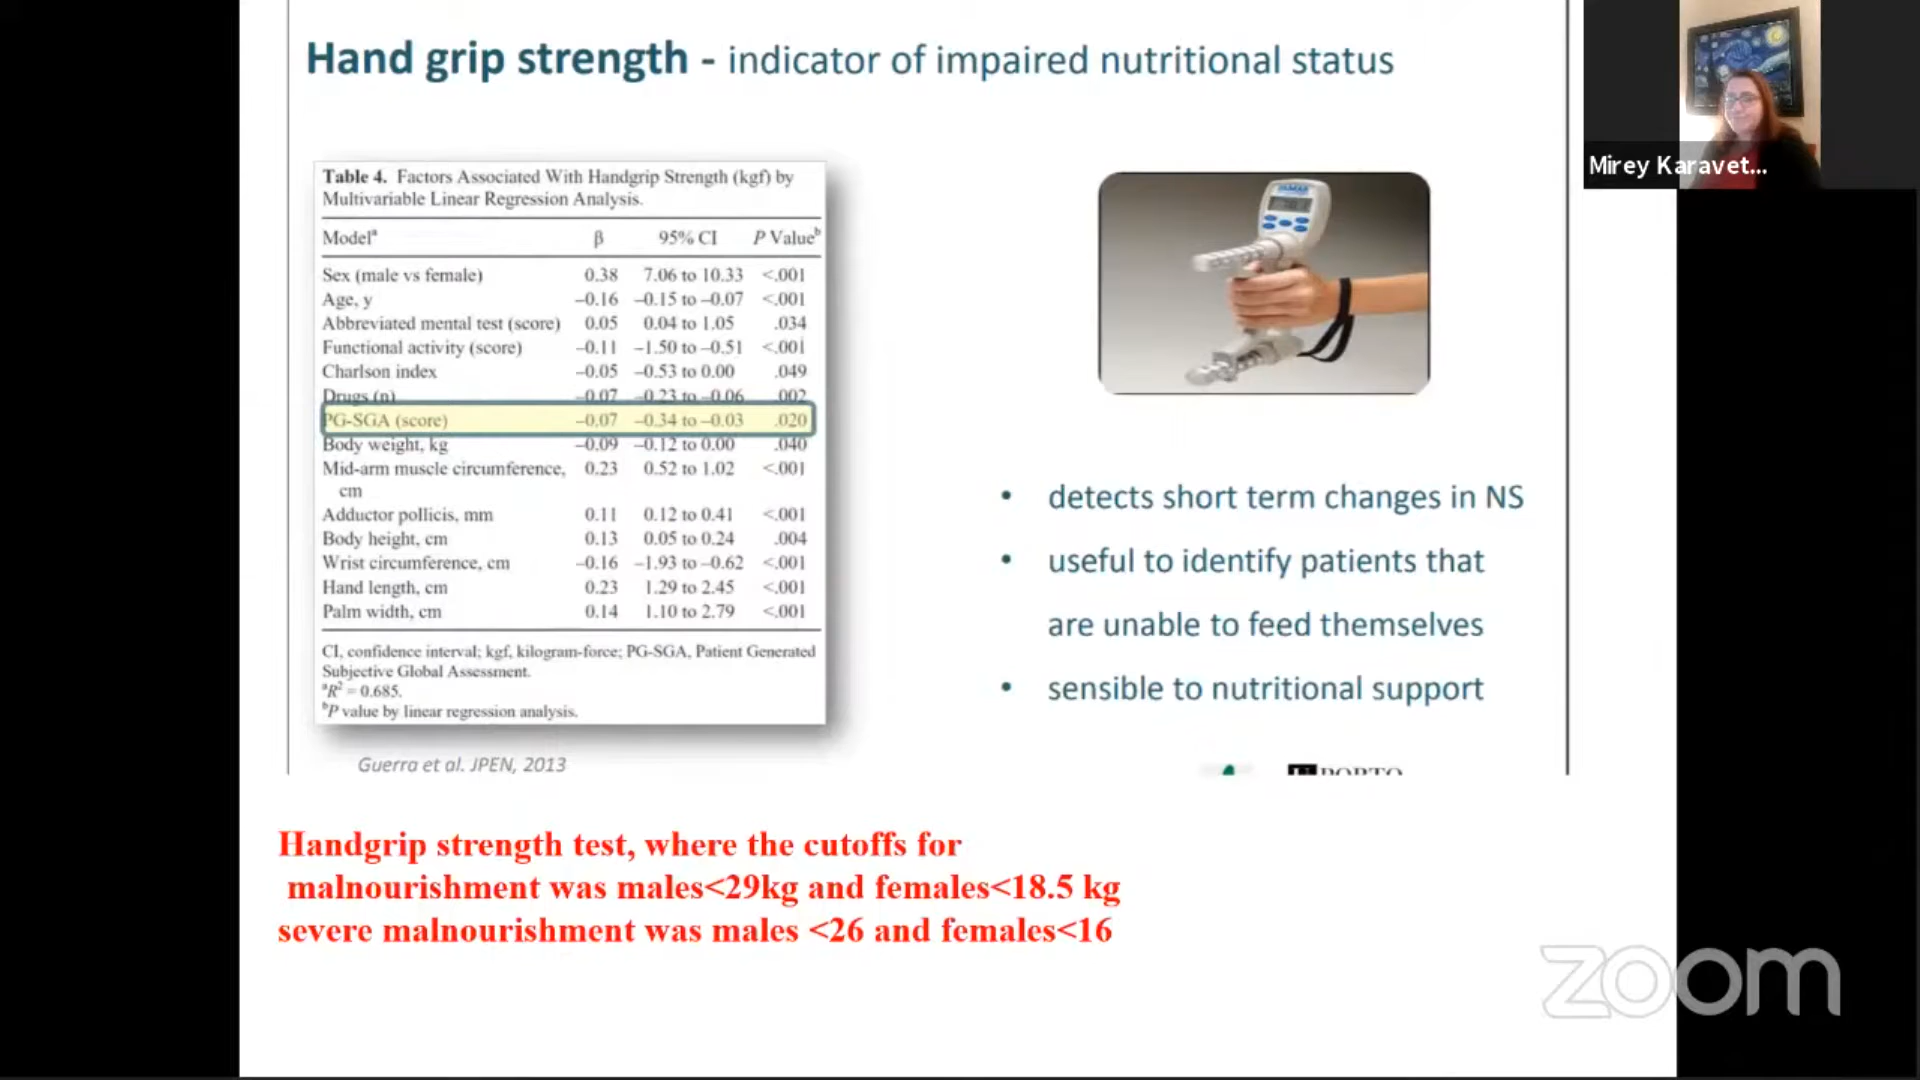 Hand grip strength - indicator of impaired nutritional status
Mirey Karavet...
Table 4. Factors Associated With Handgrip Strength (kgf) by
Multivariable Linear Regression Analysis.
Modelᵃ β 95% CI P Valueᵇ
Sex (male vs female) 0.38 7.06 to 10.33 <.001
Age, y –0.16 –0.15 to –0.07 <.001
Abbreviated mental test (score) 0.05 0.04 to 1.05 .034
Functional activity (score) –0.11 –1.50 to –0.51 <.001
Charlson index –0.05 –0.53 to 0.00 .049
Drugs (n) –0.07 –0.23 to –0.06 .002
PG-SGA (score) –0.07 –0.34 to –0.03 .020
Body weight, kg –0.09 –0.12 to 0.00 .040
Mid-arm muscle circumference, 0.23 0.52 to 1.02 <.001
cm
Adductor pollicis, mm 0.11 0.12 to 0.41 <.001
Body height, cm 0.13 0.05 to 0.24 .004
Wrist circumference, cm –0.16 –1.93 to –0.62 <.001
Hand length, cm 0.23 1.29 to 2.45 <.001
Palm width, cm 0.14 1.10 to 2.79 <.001
CI, confidence interval; kgf, kilogram-force; PG-SGA, Patient Generated
Subjective Global Assessment.
ᵃR² = 0.685.
ᵇP value by linear regression analysis.
Guerra et al. JPEN, 2013
• detects short term changes in NS
• useful to identify patients that
are unable to feed themselves
• sensible to nutritional support
PORTO
Handgrip strength test, where the cutoffs for
malnourishment was males<29kg and females<18.5 kg
severe malnourishment was males <26 and females<16
zoom